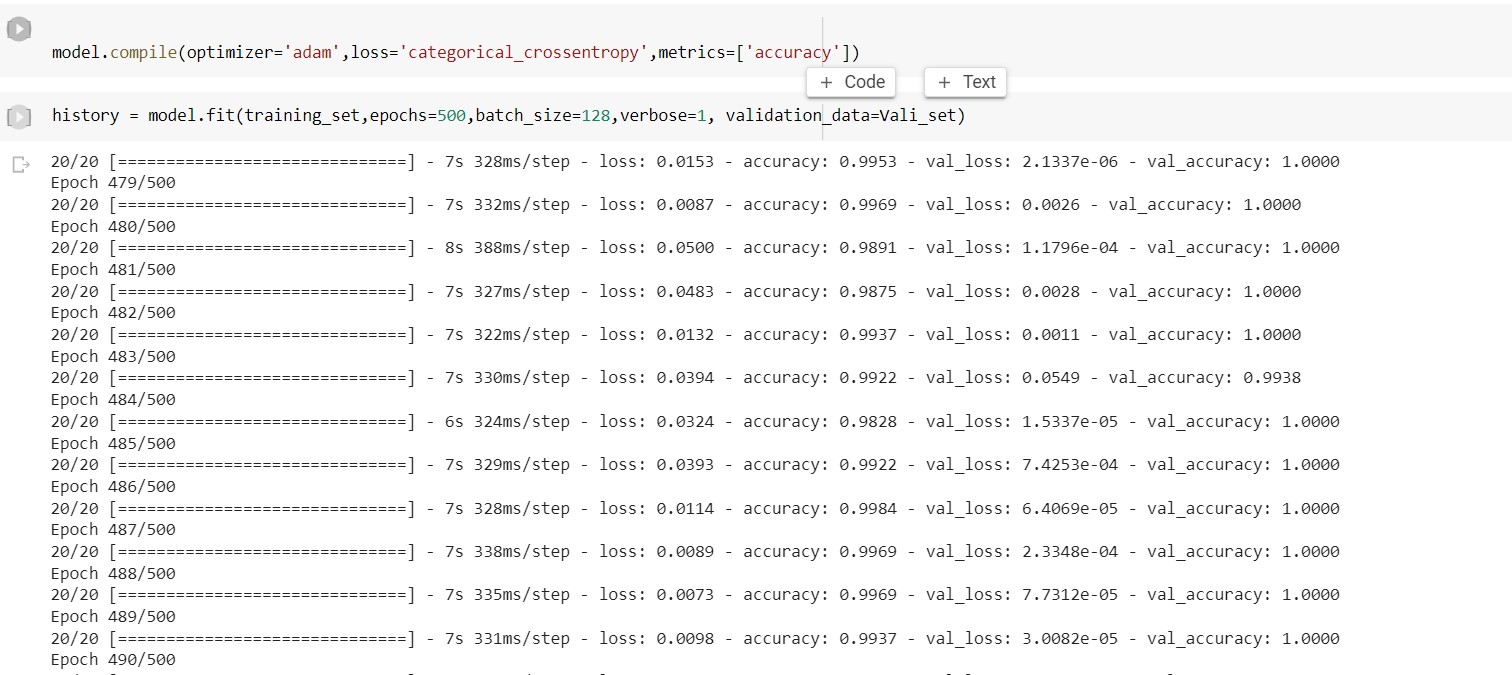 model.compile(optimizer='adam',loss='categorical_crossentropy',metrics=['accuracy'])
+ Code + Text
history = model.fit(training_set,epochs=500,batch_size=128,verbose=1, validation_data=Vali_set)
20/20 [==============================] - 7s 328ms/step - loss: 0.0153 - accuracy: 0.9953 - val_loss: 2.1337e-06 - val_accuracy: 1.0000
Epoch 479/500
20/20 [==============================] - 7s 332ms/step - loss: 0.0087 - accuracy: 0.9969 - val_loss: 0.0026 - val_accuracy: 1.0000
Epoch 480/500
20/20 [==============================] - 8s 388ms/step - loss: 0.0500 - accuracy: 0.9891 - val_loss: 1.1796e-04 - val_accuracy: 1.0000
Epoch 481/500
20/20 [==============================] - 7s 327ms/step - loss: 0.0483 - accuracy: 0.9875 - val_loss: 0.0028 - val_accuracy: 1.0000
Epoch 482/500
20/20 [==============================] - 7s 322ms/step - loss: 0.0132 - accuracy: 0.9937 - val_loss: 0.0011 - val_accuracy: 1.0000
Epoch 483/500
20/20 [==============================] - 7s 330ms/step - loss: 0.0394 - accuracy: 0.9922 - val_loss: 0.0549 - val_accuracy: 0.9938
Epoch 484/500
20/20 [==============================] - 6s 324ms/step - loss: 0.0324 - accuracy: 0.9828 - val_loss: 1.5337e-05 - val_accuracy: 1.0000
Epoch 485/500
20/20 [==============================] - 7s 329ms/step - loss: 0.0393 - accuracy: 0.9922 - val_loss: 7.4253e-04 - val_accuracy: 1.0000
Epoch 486/500
20/20 [==============================] - 7s 328ms/step - loss: 0.0114 - accuracy: 0.9984 - val_loss: 6.4069e-05 - val_accuracy: 1.0000
Epoch 487/500
20/20 [==============================] - 7s 338ms/step - loss: 0.0089 - accuracy: 0.9969 - val_loss: 2.3348e-04 - val_accuracy: 1.0000
Epoch 488/500
20/20 [==============================] - 7s 335ms/step - loss: 0.0073 - accuracy: 0.9969 - val_loss: 7.7312e-05 - val_accuracy: 1.0000
Epoch 489/500
20/20 [==============================] - 7s 331ms/step - loss: 0.0098 - accuracy: 0.9937 - val_loss: 3.0082e-05 - val_accuracy: 1.0000
Epoch 490/500